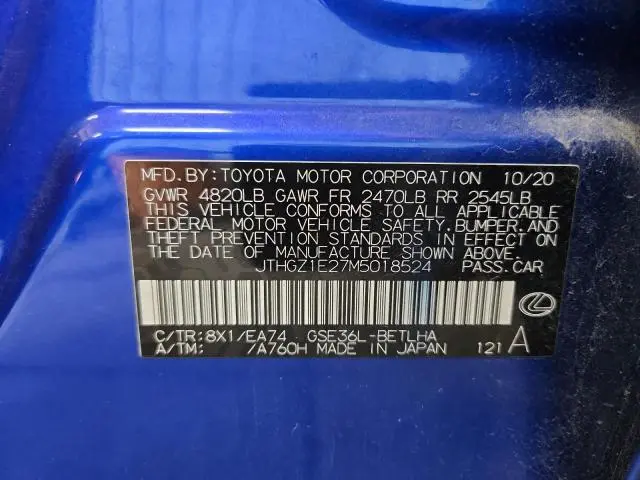 MFD. BY: TOYOTA MOTOR CORPORATION 10/20
GVWR 4820LB GAWR FR 2470LB RR 2545LB
THIS VEHICLE CONFORMS TO ALL APPLICABLE
FEDERAL MOTOR VEHICLE SAFETY, BUMPER, AND
THEFT PREVENTION STANDARDS IN EFFECT ON
THE DATE OF MANUFACTURE SHOWN ABOVE.
JTHGZ1E27M5018524 PASS.CAR
C/TR: 8X1/EA74 GSE36L-BETLHA
A/TM: /A760H MADE IN JAPAN 121 A